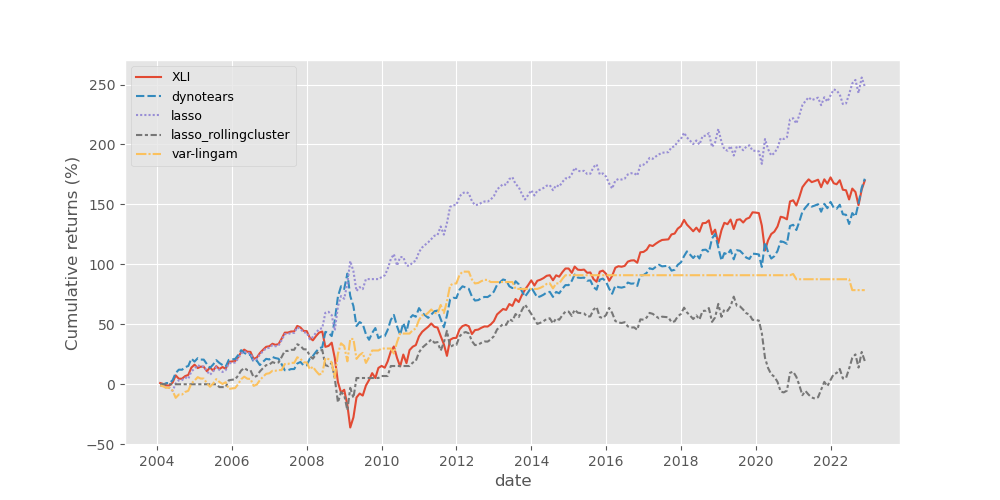 XLI
dynotears
lasso
lasso_rollingcluster
var-lingam
Cumulative returns (%)
250
200
150
100
50
0
−50
2004 2006 2008 2010 2012 2014 2016 2018 2020 2022
date